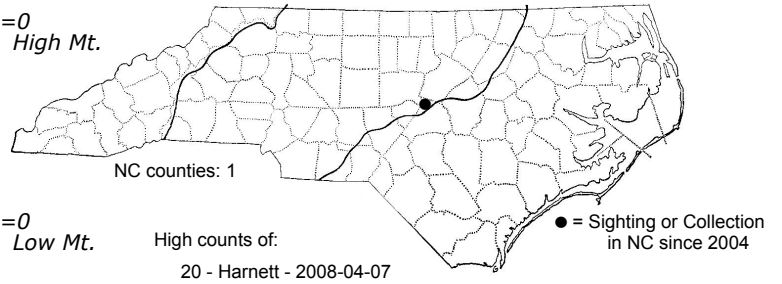 =0
High Mt.
NC counties: 1
=0
Low Mt.
High counts of:
20 - Harnett - 2008-04-07
● = Sighting or Collection
in NC since 2004